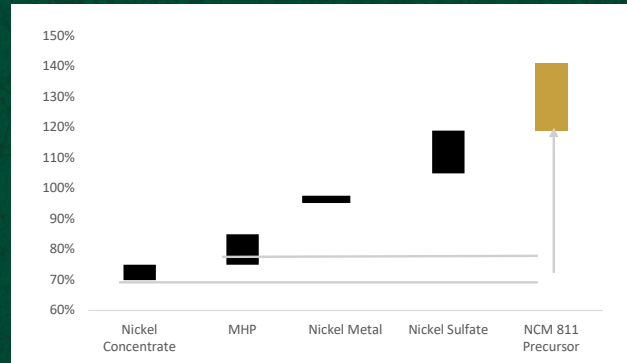 150%
140%
130%
120%
110%
100%
90%
80%
70%
60%
Nickel
Concentrate
MHP
Nickel Metal
Nickel Sulfate
NCM 811
Precursor